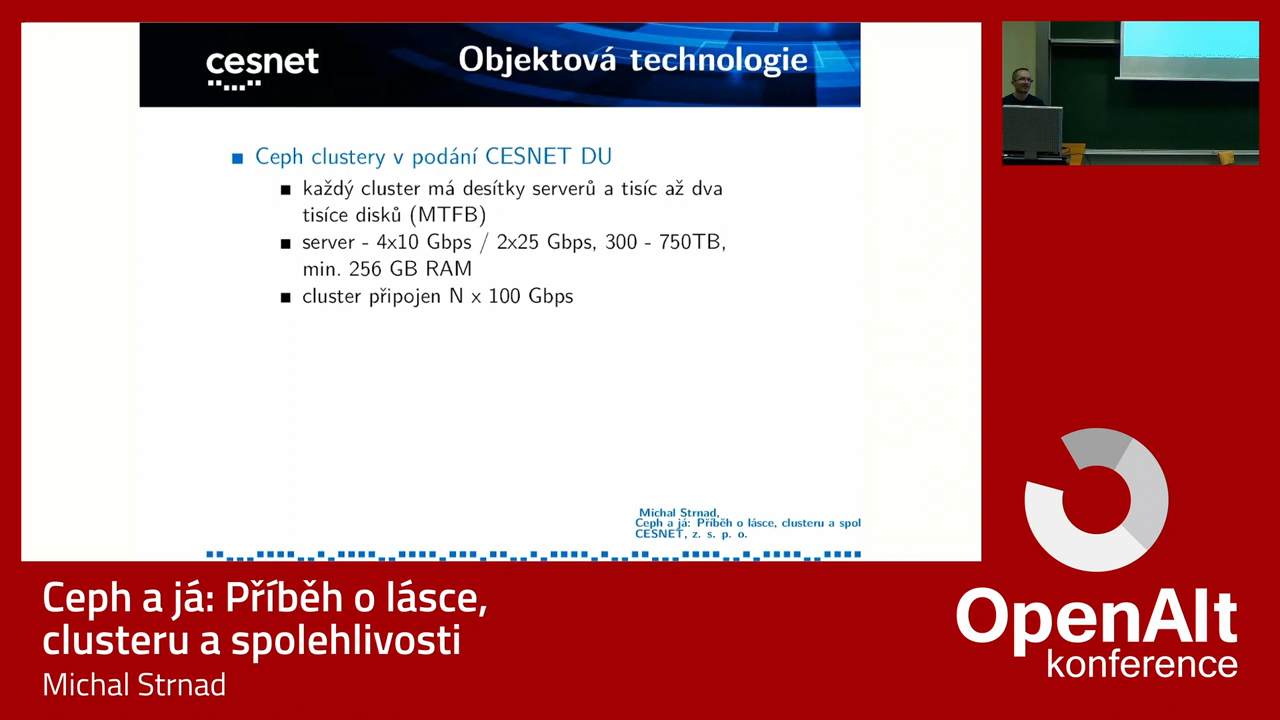 cesnet
Objektová technologie
Ceph clustery v podání CESNET DU
každý cluster má desítky serverů a tisíc až dva
tisíce disků (MTFB)
server - 4x10 Gbps / 2x25 Gbps, 300 - 750TB,
min. 256 GB RAM
cluster připojen N x 100 Gbps
Michal Strnad,
Ceph a já: Příběh o lásce, clusteru a spol
CESNET, z. s. p. o.
Ceph a já: Příběh o lásce,
clusteru a spolehlivosti
Michal Strnad
OpenAlt
konference